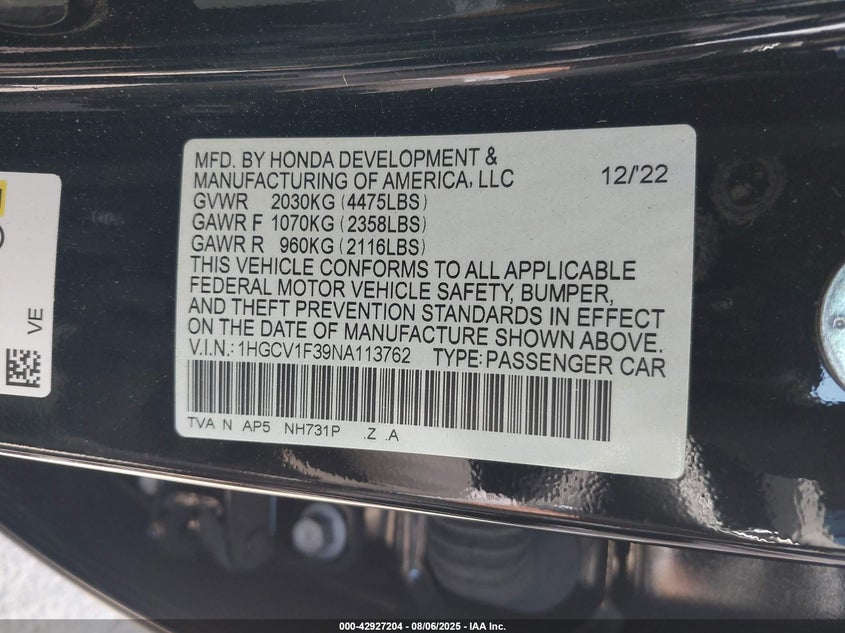 MFD. BY HONDA DEVELOPMENT &
MANUFACTURING OF AMERICA, LLC 12/'22
GVWR 2030KG (4475LBS)
GAWR F 1070KG (2358LBS)
GAWR R 960KG (2116LBS)
THIS VEHICLE CONFORMS TO ALL APPLICABLE
FEDERAL MOTOR VEHICLE SAFETY, BUMPER,
AND THEFT PREVENTION STANDARDS IN EFFECT
ON THE DATE OF MANUFACTURE SHOWN ABOVE.
V.I.N.: 1HGCV1F39NA113762 TYPE: PASSENGER CAR
TVA N AP5 NH731P .Z .A
VE
000-42927204 - 08/06/2025 - IAA Inc.